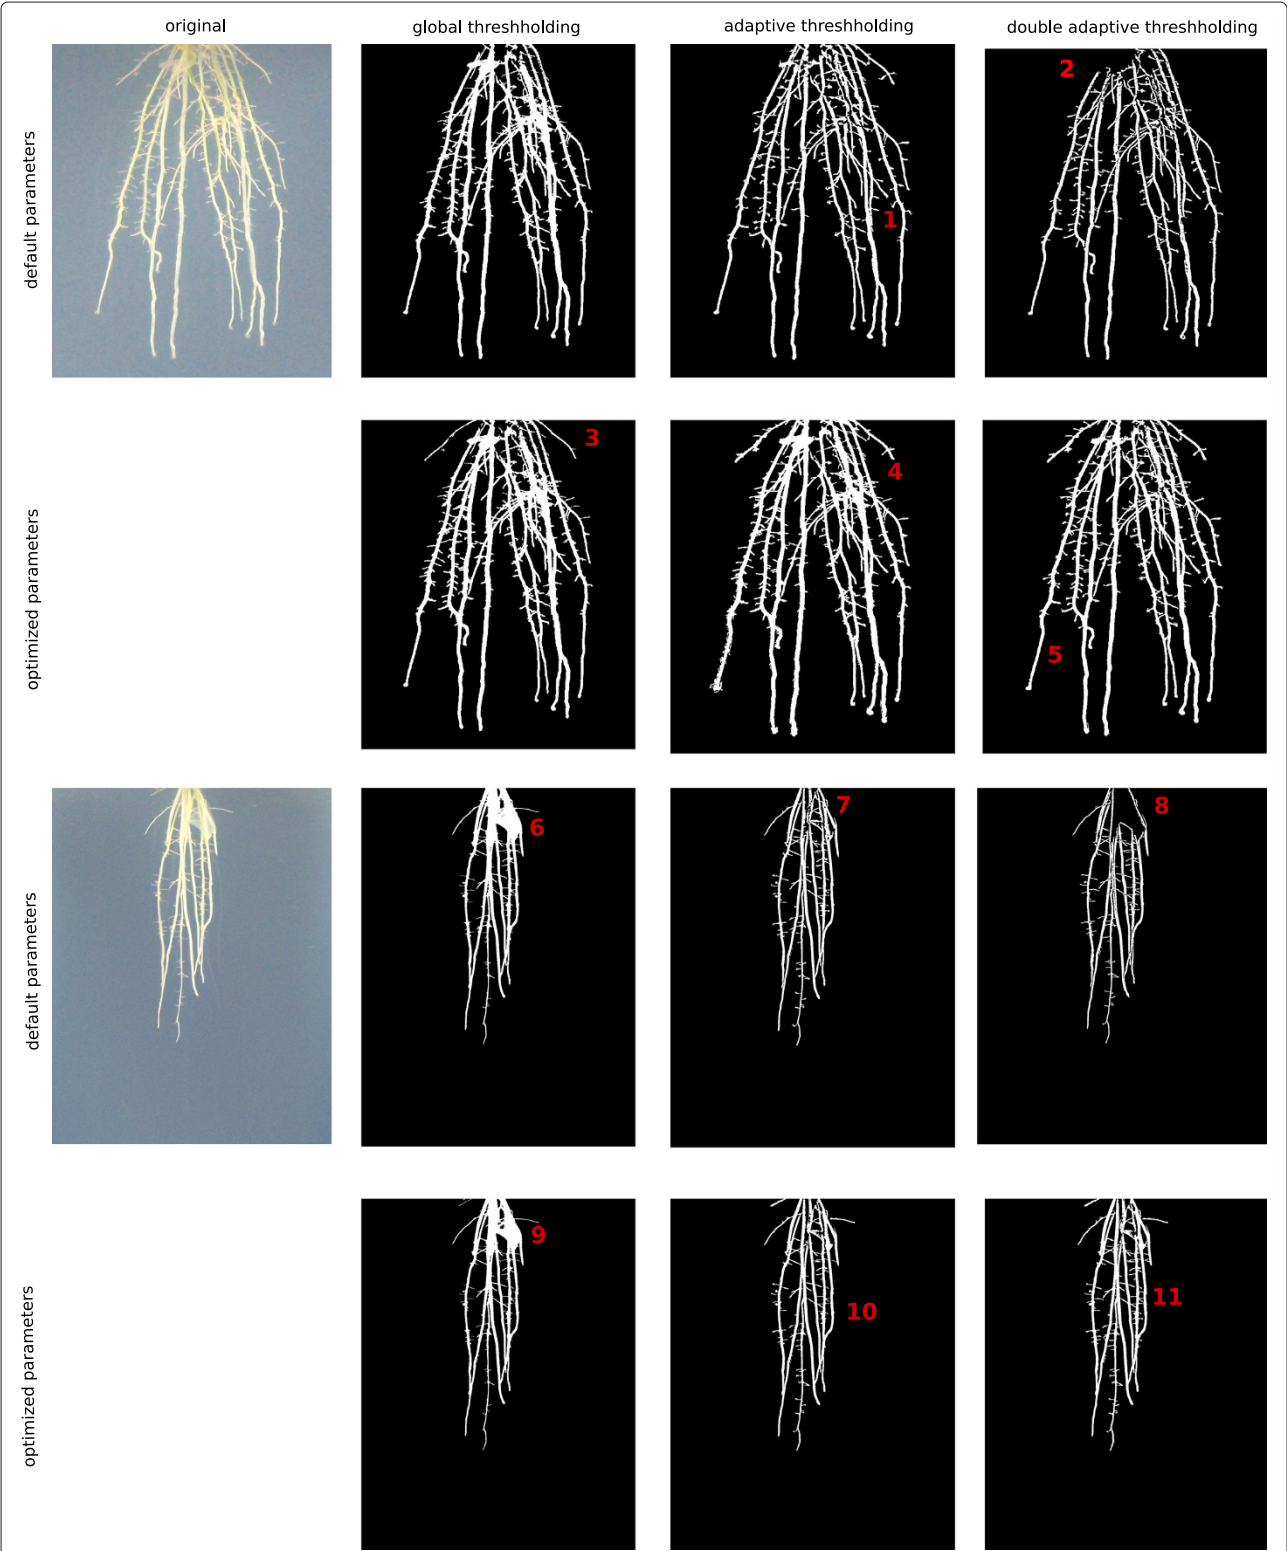 original
global threshholding
adaptive threshholding
double adaptive threshholding
default parameters
2
1
optimized parameters
3
4
5
default parameters
6
7
8
optimized parameters
9
10
11